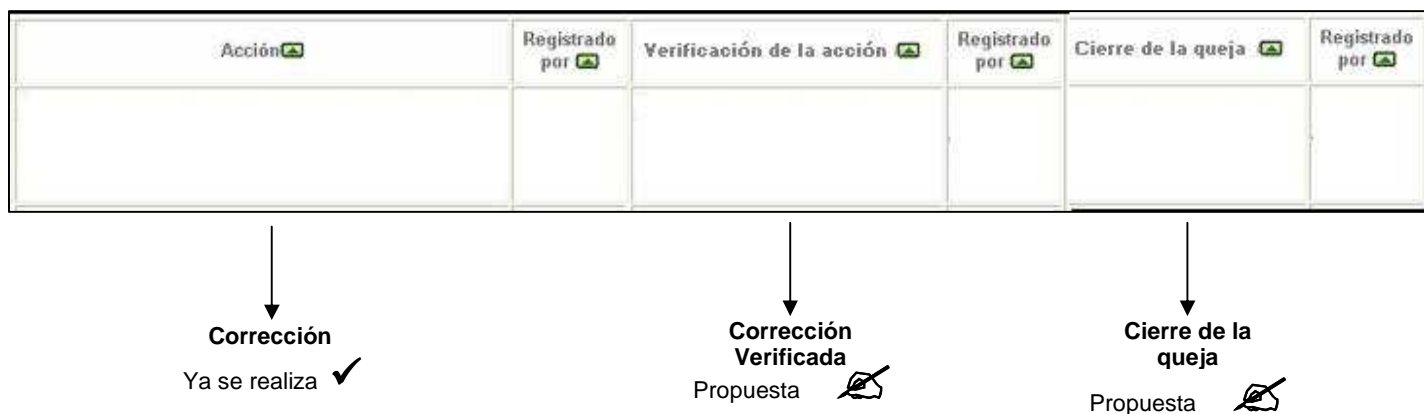 Acción
Registrado
por
Verificación de la acción
Registrado
por
Cierre de la queja
Registrado
por
Corrección
Ya se realiza
Corrección
Verificada
Propuesta
Cierre de la
queja
Propuesta